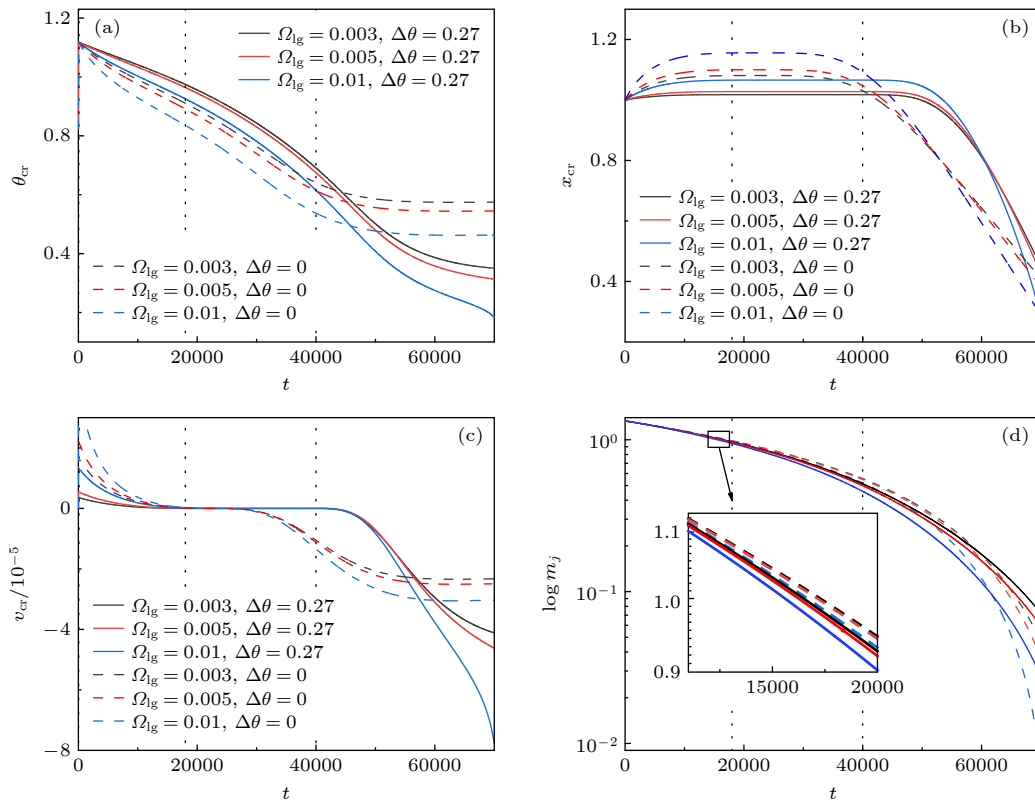 (a)
Ω_lg = 0.003, Δθ = 0.27
Ω_lg = 0.005, Δθ = 0.27
Ω_lg = 0.01, Δθ = 0.27
1.2
0.8
0.4
θ_cr
Ω_lg = 0.003, Δθ = 0
Ω_lg = 0.005, Δθ = 0
Ω_lg = 0.01, Δθ = 0
0 20000 40000 60000
t
(b)
1.2
0.8
0.4
x_cr
Ω_lg = 0.003, Δθ = 0.27
Ω_lg = 0.005, Δθ = 0.27
Ω_lg = 0.01, Δθ = 0.27
Ω_lg = 0.003, Δθ = 0
Ω_lg = 0.005, Δθ = 0
Ω_lg = 0.01, Δθ = 0
0 20000 40000 60000
t
(c)
0
−4
−8
v_cr/10⁻⁵
Ω_lg = 0.003, Δθ = 0.27
Ω_lg = 0.005, Δθ = 0.27
Ω_lg = 0.01, Δθ = 0.27
Ω_lg = 0.003, Δθ = 0
Ω_lg = 0.005, Δθ = 0
Ω_lg = 0.01, Δθ = 0
0 20000 40000 60000
t
(d)
10⁰
10⁻¹
10⁻²
log m_j
1.1
1.0
0.9
15000 20000
0 20000 40000 60000
t